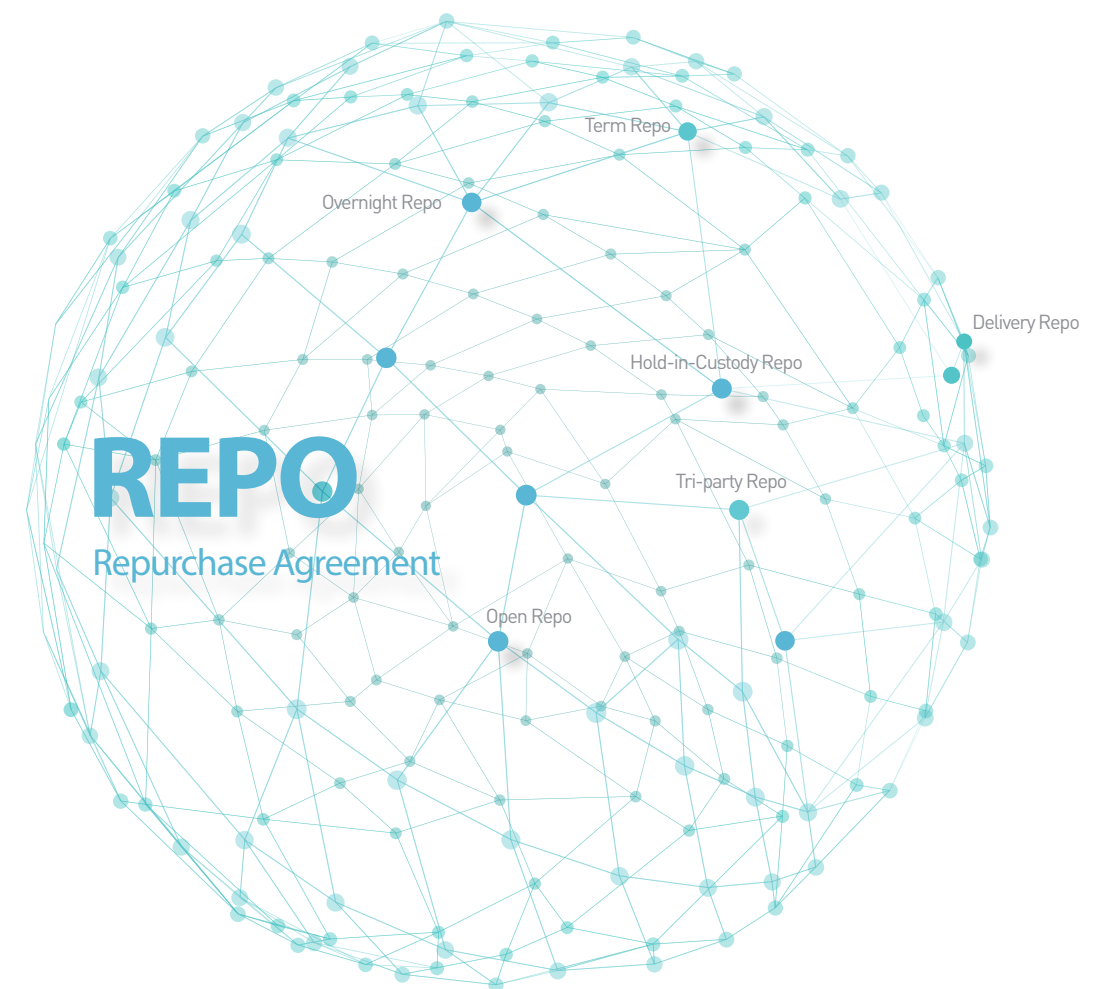 Term Repo
Overnight Repo
Delivery Repo
Hold-in-Custody Repo
REPO
Tri-party Repo
Repurchase Agreement
Open Repo